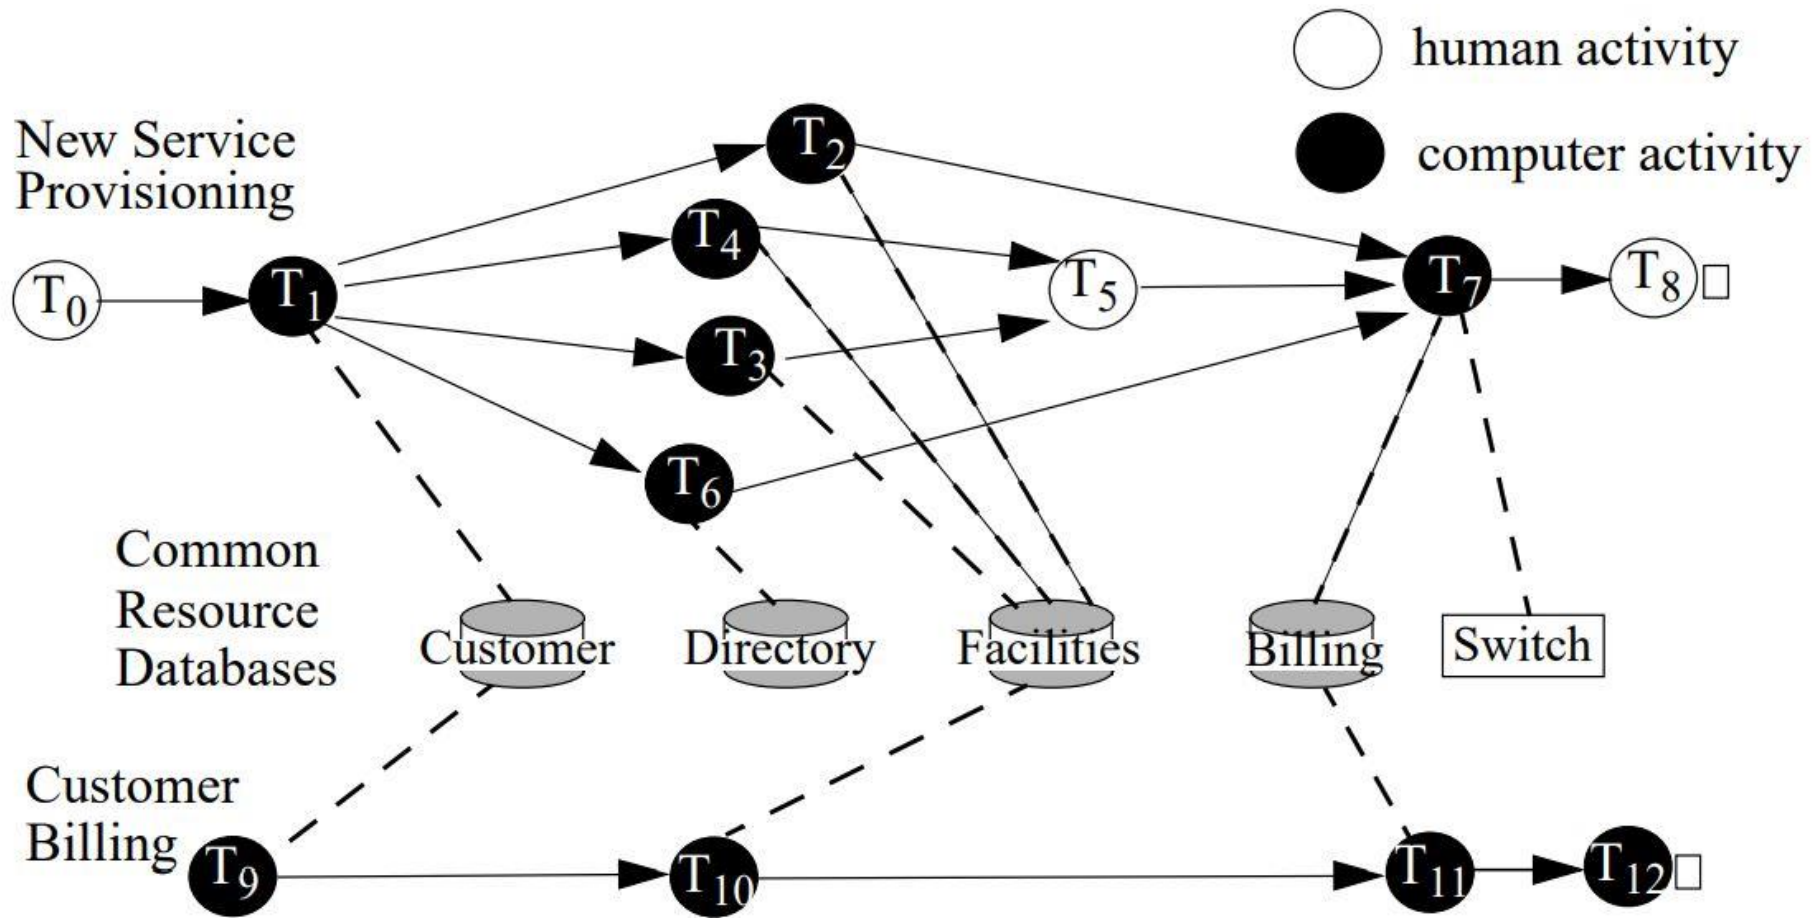 human activity
computer activity
New Service
Provisioning
T0
T1
T2
T4
T3
T6
T5
T7
T8
Common
Resource
Databases
Customer
Directory
Facilities
Billing
Switch
Customer
Billing
T9
T10
T11
T12